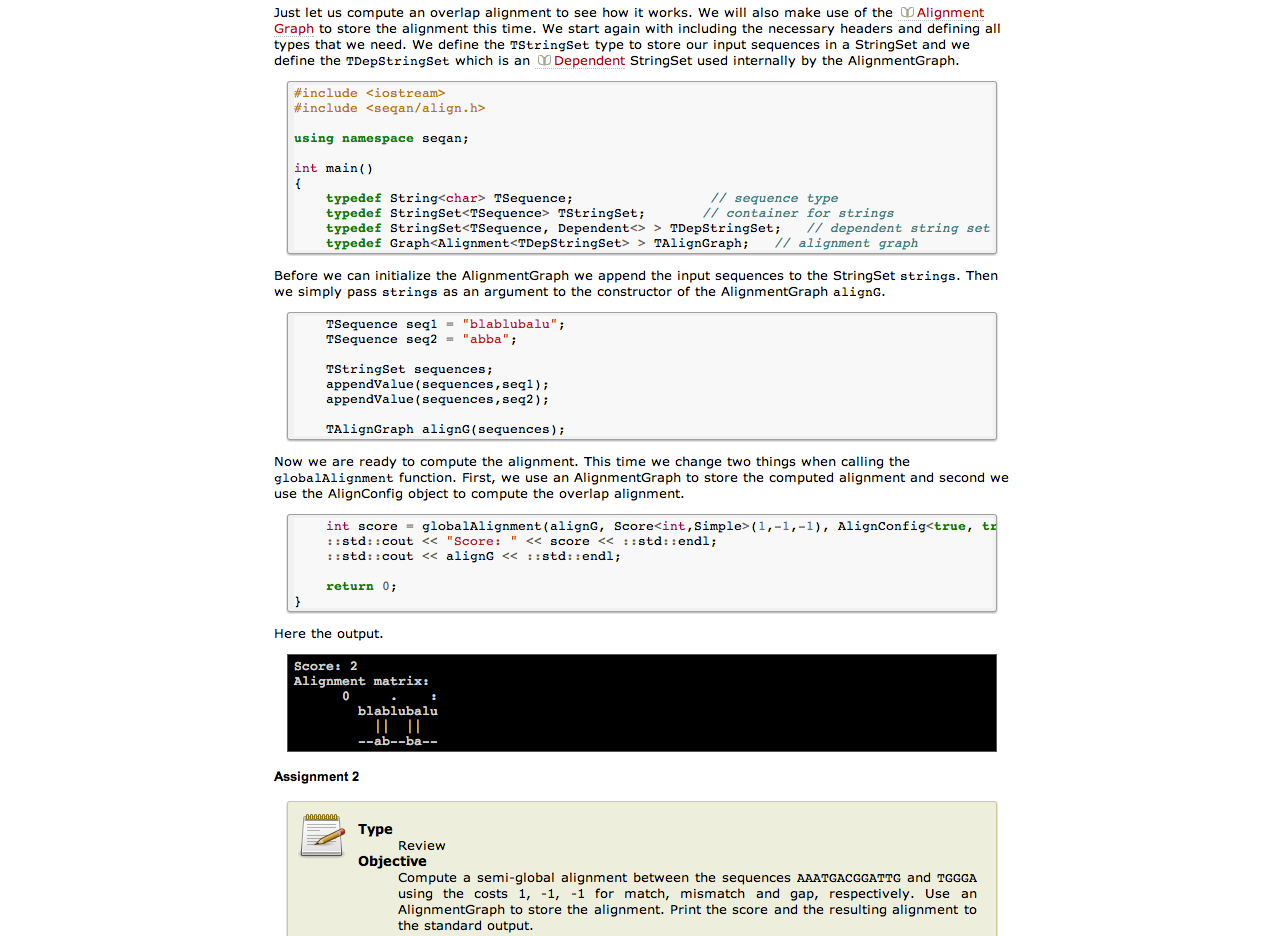 Just let us compute an overlap alignment to see how it works. We will also make use of the Alignment
Graph to store the alignment this time. We start again with including the necessary headers and defining all
types that we need. We define the TStringSet type to store our input sequences in a StringSet and we
define the TDepStringSet which is an Dependent StringSet used internally by the AlignmentGraph.
#include <iostream>
#include <seqan/align.h>
using namespace seqan;
int main()
{
typedef String<char> TSequence; // sequence type
typedef StringSet<TSequence> TStringSet; // container for strings
typedef StringSet<TSequence, Dependent<> > TDepStringSet; // dependent string set
typedef Graph<Alignment<TDepStringSet> > TAlignGraph; // alignment graph
Before we can initialize the AlignmentGraph we append the input sequences to the StringSet strings. Then
we simply pass strings as an argument to the constructor of the AlignmentGraph alignG.
TSequence seq1 = "blablubalu";
TSequence seq2 = "abba";
TStringSet sequences;
appendValue(sequences,seq1);
appendValue(sequences,seq2);
TAlignGraph alignG(sequences);
Now we are ready to compute the alignment. This time we change two things when calling the
globalAlignment function. First, we use an AlignmentGraph to store the computed alignment and second we
use the AlignConfig object to compute the overlap alignment.
int score = globalAlignment(alignG, Score<int,Simple>(1,-1,-1), AlignConfig<true, tr
::std::cout << "Score: " << score << ::std::endl;
::std::cout << alignG << ::std::endl;
return 0;
}
Here the output.
Score: 2
Alignment matrix:
0     .    :
blablubalu
||  ||
--ab--ba--
Assignment 2
Type
Review
Objective
Compute a semi-global alignment between the sequences AAATGACGGATTG and TGGGA
using the costs 1, -1, -1 for match, mismatch and gap, respectively. Use an
AlignmentGraph to store the alignment. Print the score and the resulting alignment to
the standard output.